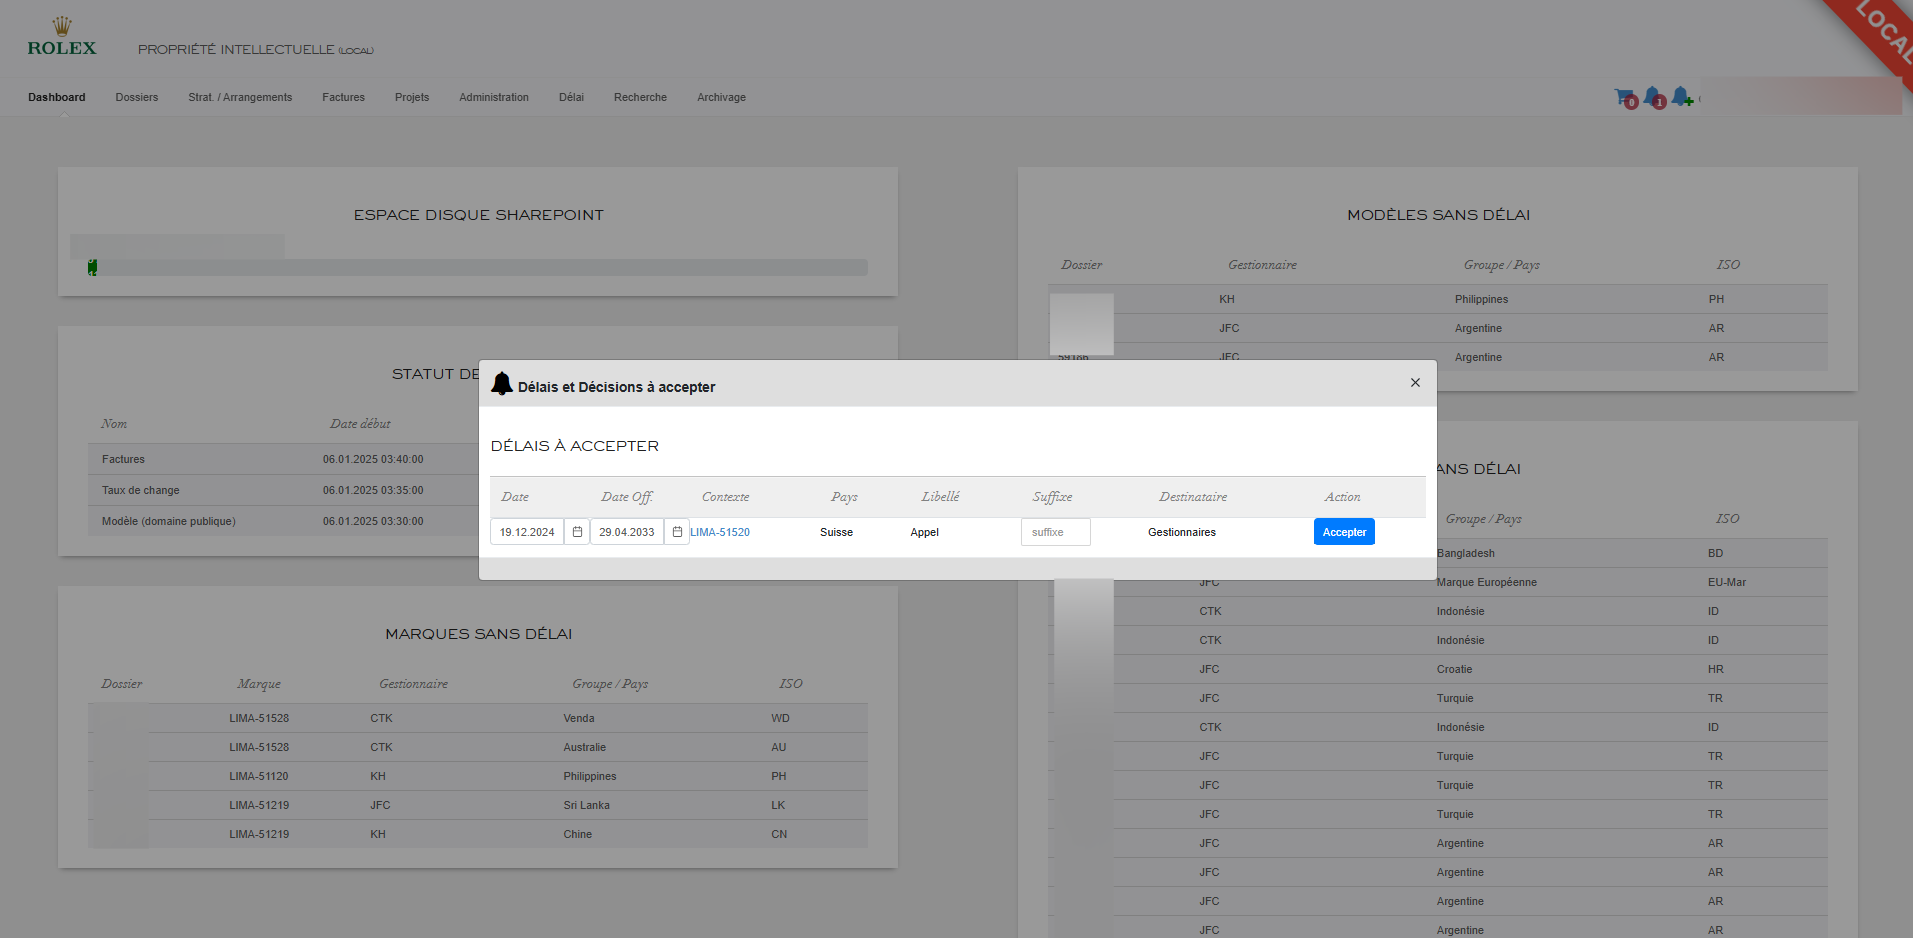 LOCAL
ROLEX
PROPRIÉTÉ INTELLECTUELLE (LOCAL)
Dashboard Dossiers Strat. / Arrangements Factures Projets Administration Délai Recherche Archivage 0 1
ESPACE DISQUE SHAREPOINT
STATUT DE
Nom Date début
Factures 06.01.2025 03:40:00
Taux de change 06.01.2025 03:35:00
Modèle (domaine publique) 06.01.2025 03:30:00
MARQUES SANS DÉLAI
Dossier Marque Gestionnaire Groupe / Pays ISO
LIMA-51528 CTK Venda WD
LIMA-51528 CTK Australie AU
LIMA-51120 KH Philippines PH
LIMA-51219 JFC Sri Lanka LK
LIMA-51219 KH Chine CN
MODÈLES SANS DÉLAI
Dossier Gestionnaire Groupe / Pays ISO
KH Philippines PH
JFC Argentine AR
59186 JFC Argentine AR
Délais et Décisions à accepter
DÉLAIS À ACCEPTER
Date Date Off. Contexte Pays Libellé Suffixe Destinataire Action
19.12.2024 29.04.2033 LIMA-51520 Suisse Appel suffixe Gestionnaires Accepter
ANS DÉLAI
Groupe / Pays ISO
Bangladesh BD
JFC Marque Européenne EU-Mar
CTK Indonésie ID
CTK Indonésie ID
JFC Croatie HR
JFC Turquie TR
CTK Indonésie ID
JFC Turquie TR
JFC Turquie TR
JFC Turquie TR
JFC Argentine AR
JFC Argentine AR
JFC Argentine AR
JFC Argentine AR